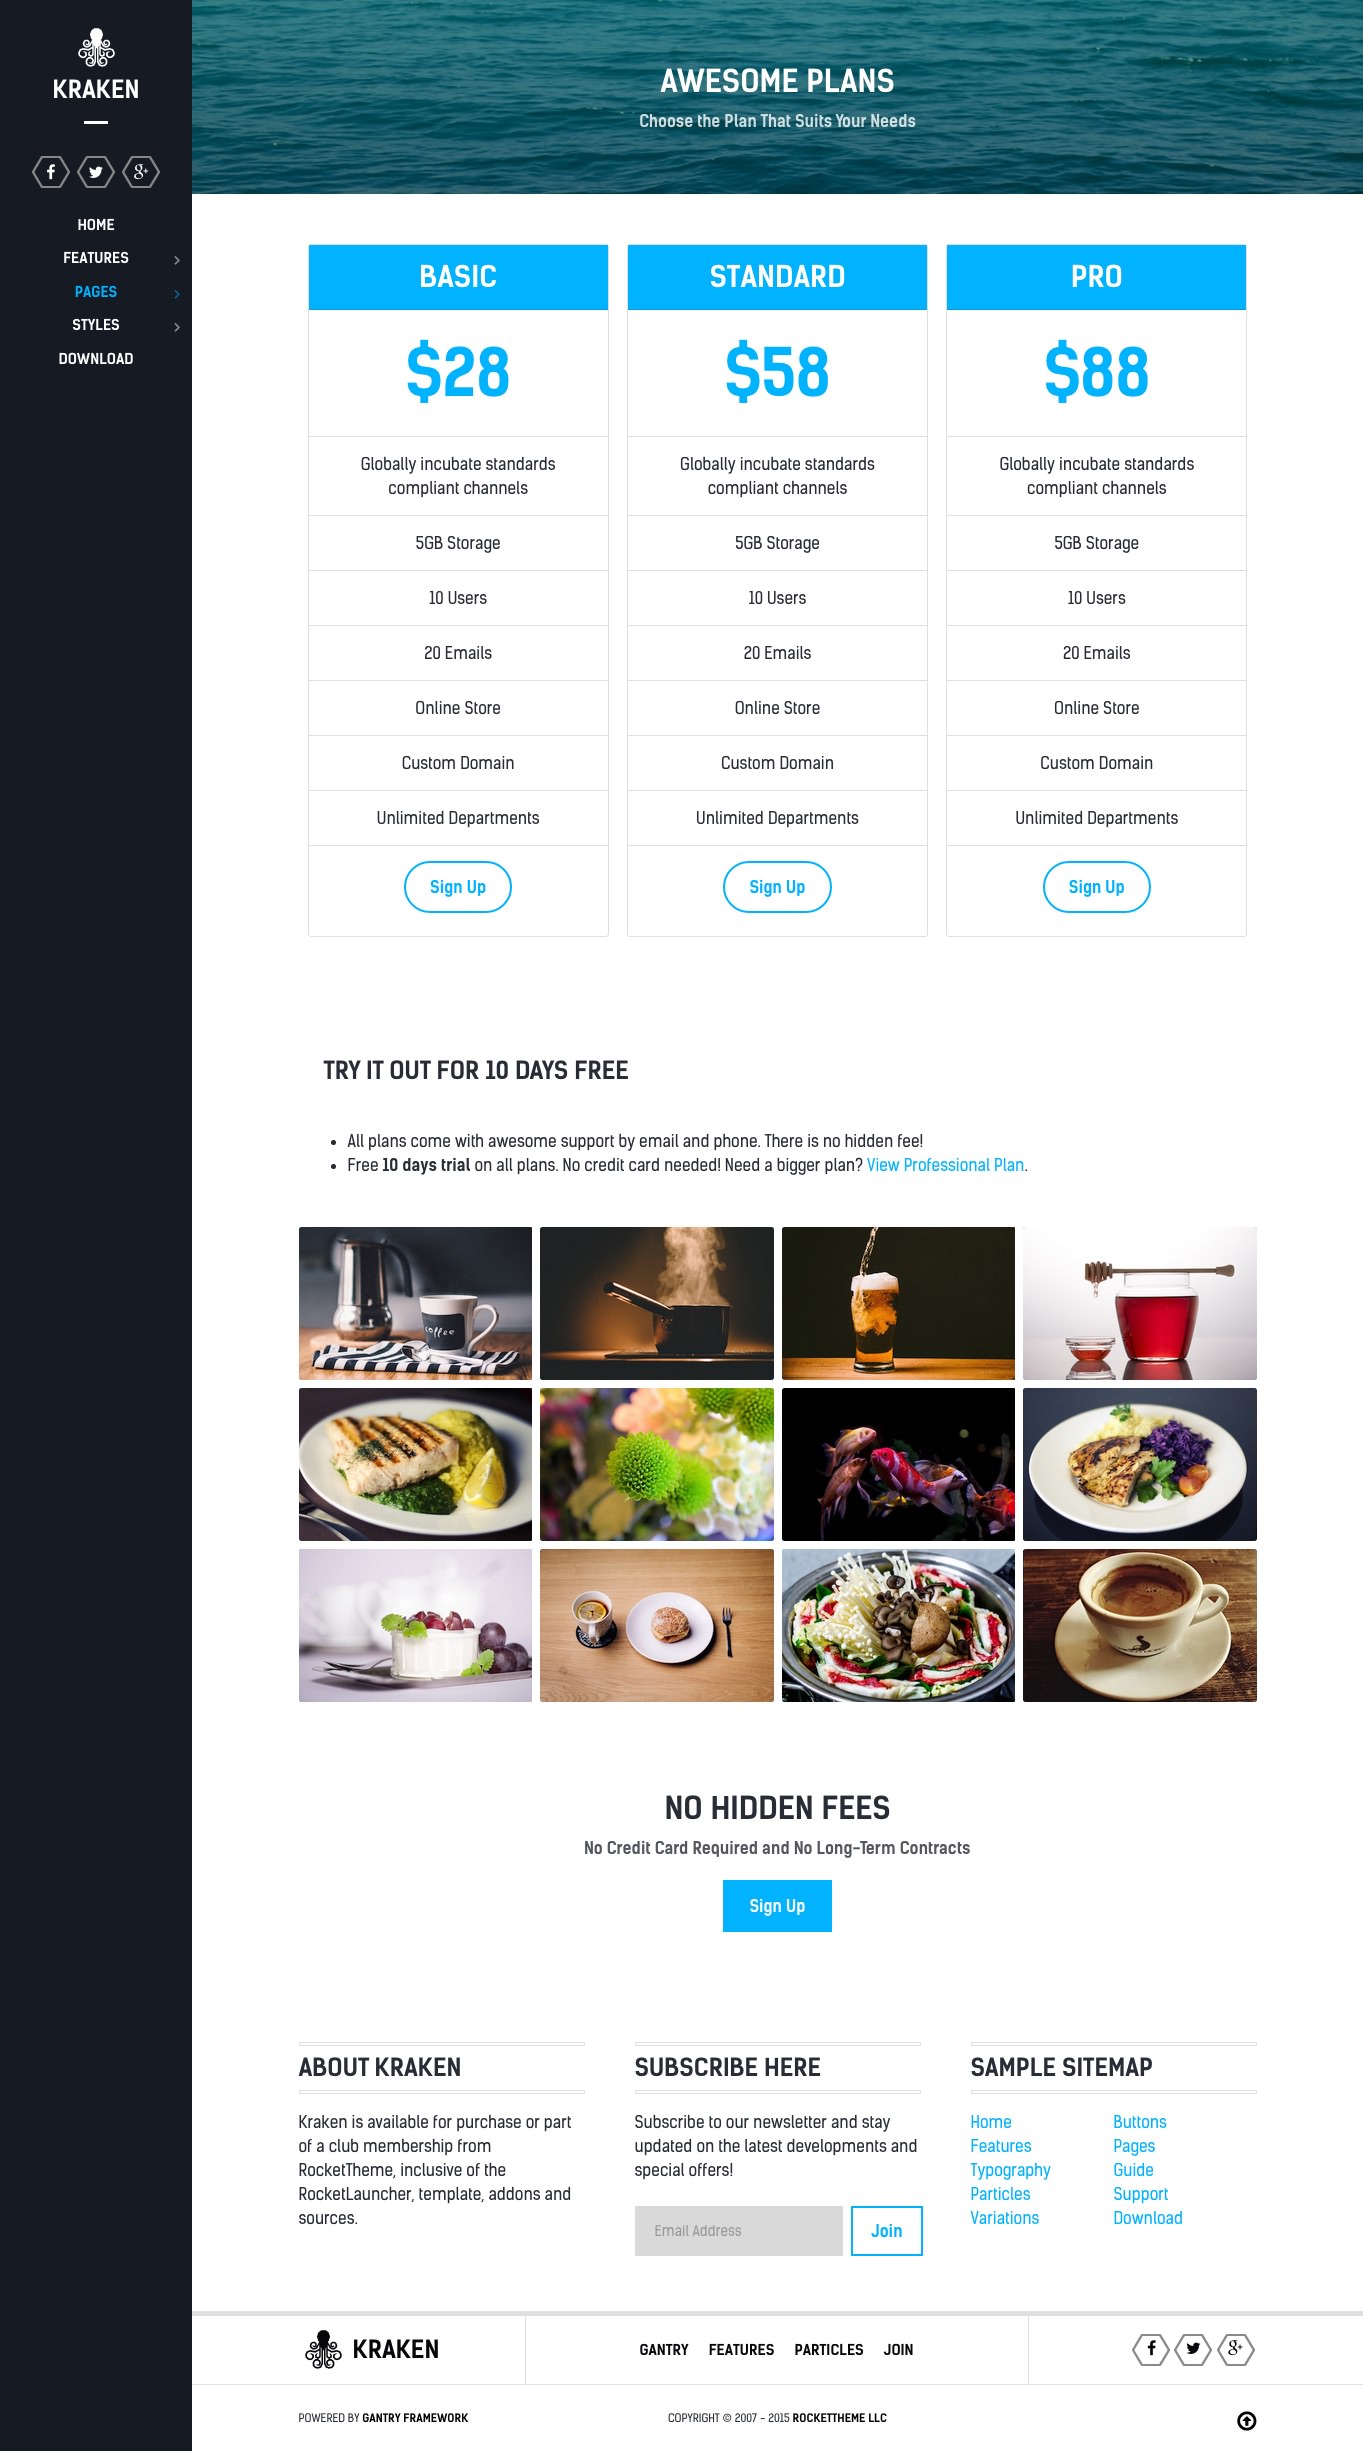 KRAKEN
HOME
FEATURES
PAGES
STYLES
DOWNLOAD
AWESOME PLANS
Choose the Plan That Suits Your Needs
BASIC
$28
Globally incubate standards
compliant channels
5GB Storage
10 Users
20 Emails
Online Store
Custom Domain
Unlimited Departments
Sign Up
STANDARD
$58
Globally incubate standards
compliant channels
5GB Storage
10 Users
20 Emails
Online Store
Custom Domain
Unlimited Departments
Sign Up
PRO
$88
Globally incubate standards
compliant channels
5GB Storage
10 Users
20 Emails
Online Store
Custom Domain
Unlimited Departments
Sign Up
TRY IT OUT FOR 10 DAYS FREE
All plans come with awesome support by email and phone. There is no hidden fee!
Free 10 days trial on all plans. No credit card needed! Need a bigger plan? View Professional Plan.
coffee
NO HIDDEN FEES
No Credit Card Required and No Long-Term Contracts
Sign Up
ABOUT KRAKEN
Kraken is available for purchase or part
of a club membership from
RocketTheme, inclusive of the
RocketLauncher, template, addons and
sources.
SUBSCRIBE HERE
Subscribe to our newsletter and stay
updated on the latest developments and
special offers!
Email Address
Join
SAMPLE SITEMAP
Home
Features
Typography
Particles
Variations
Buttons
Pages
Guide
Support
Download
KRAKEN
GANTRY FEATURES PARTICLES JOIN
POWERED BY GANTRY FRAMEWORK
COPYRIGHT © 2007 - 2015 ROCKETTHEME LLC